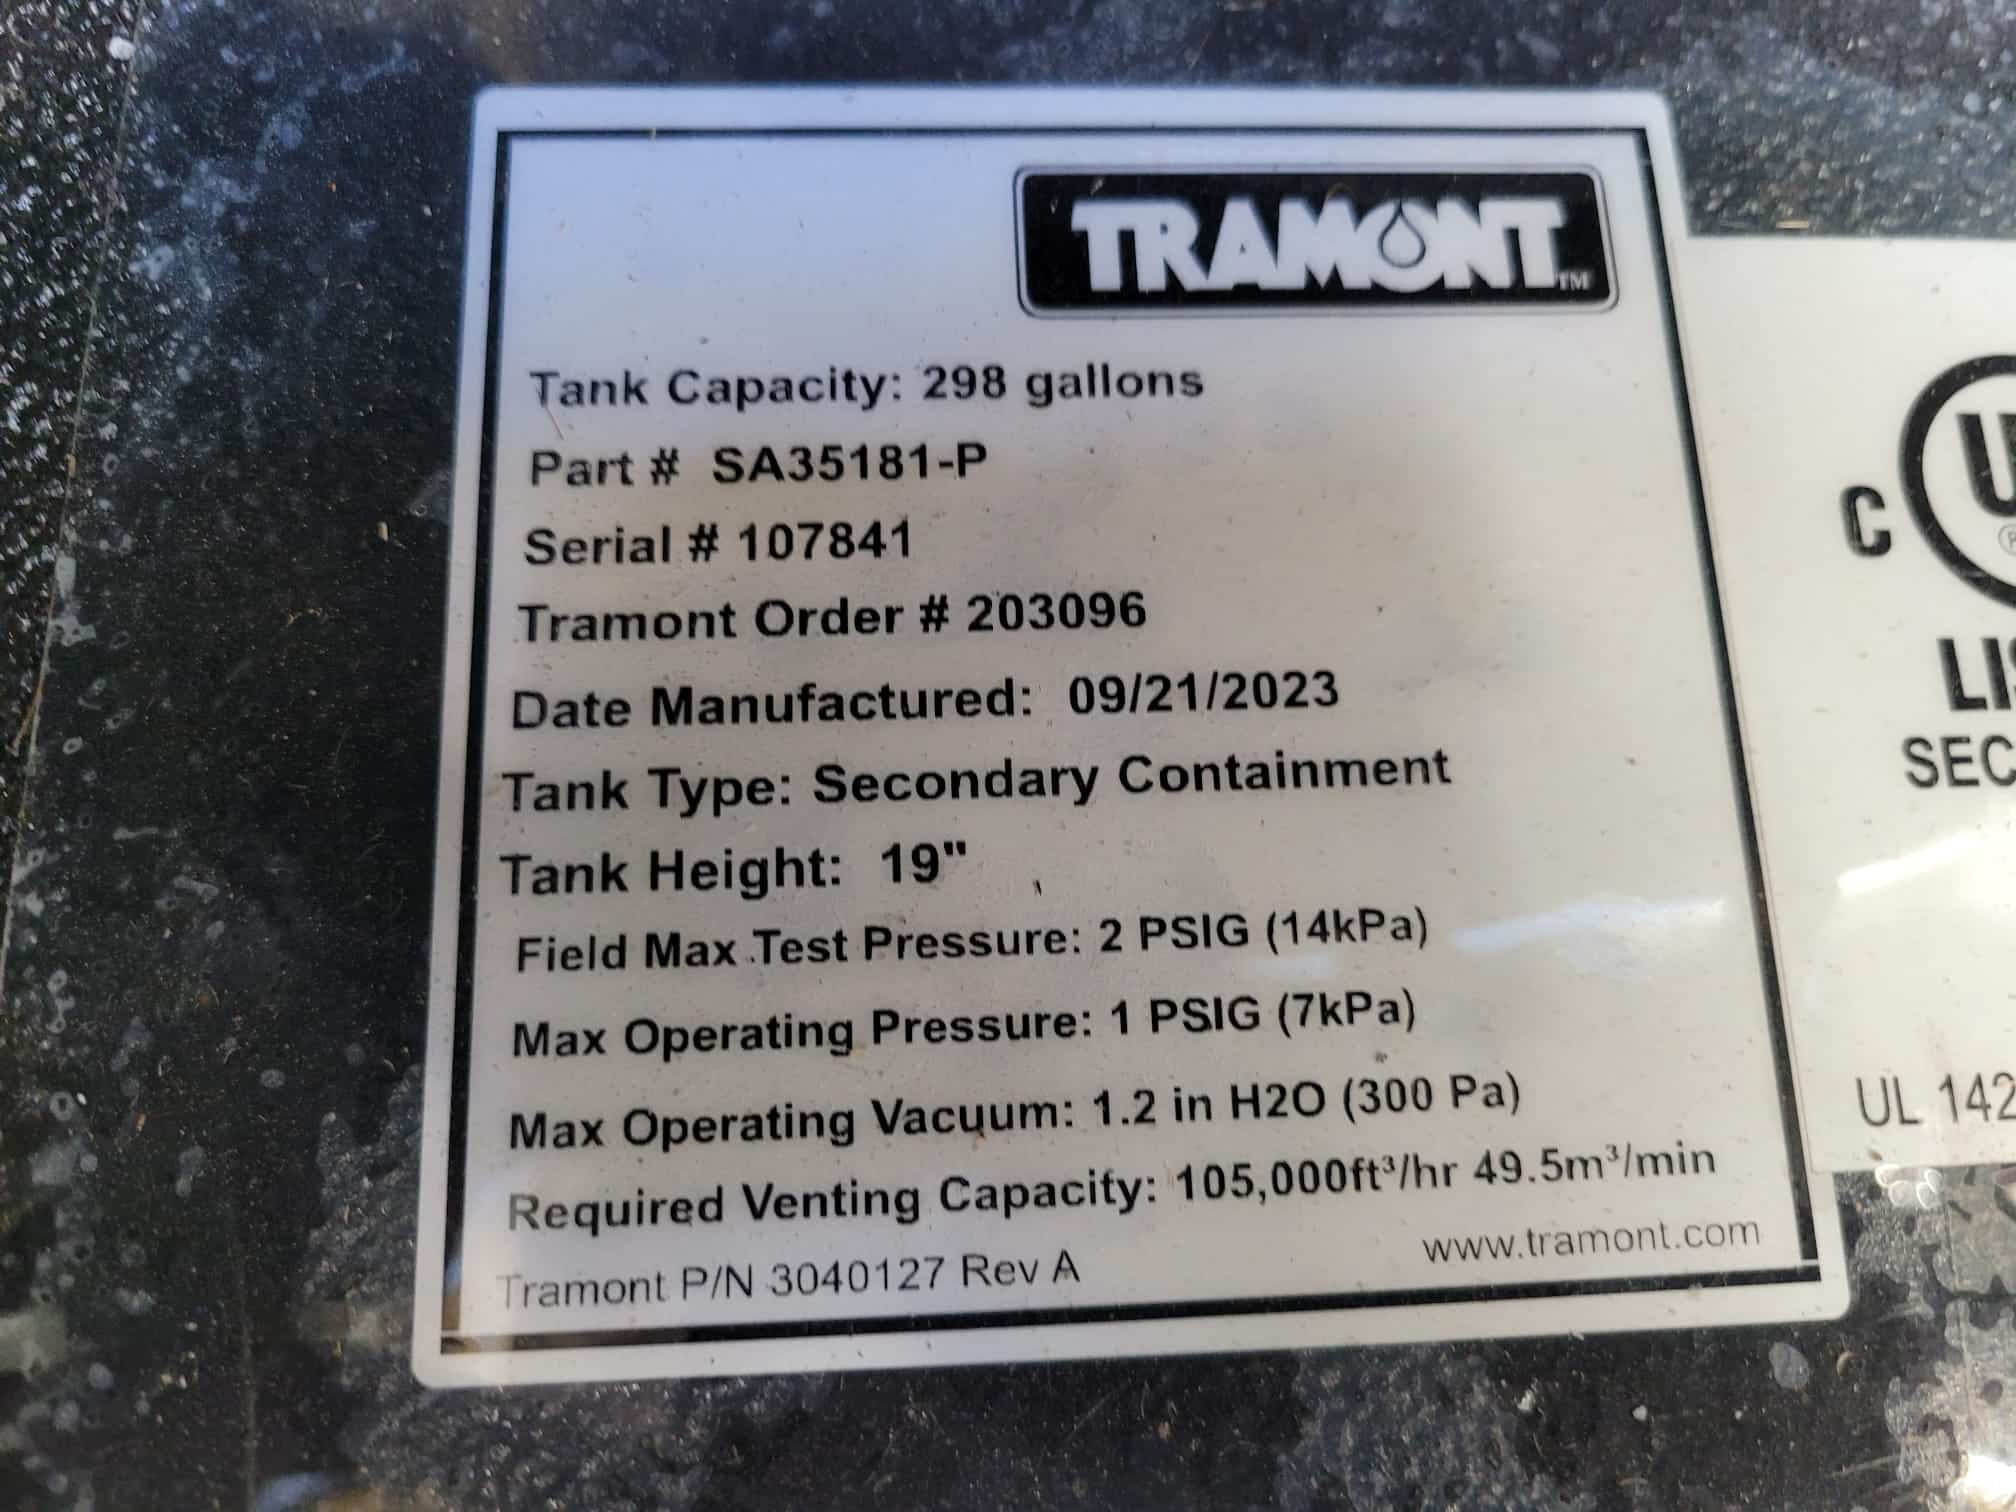 TRAMONT™
Tank Capacity: 298 gallons
Part # SA35181-P
Serial # 107841
Tramont Order # 203096
Date Manufactured: 09/21/2023
Tank Type: Secondary Containment
Tank Height: 19"
Field Max Test Pressure: 2 PSIG (14kPa)
Max Operating Pressure: 1 PSIG (7kPa)
Max Operating Vacuum: 1.2 in H2O (300 Pa)
Required Venting Capacity: 105,000ft³/hr 49.5m³/min
Tramont P/N 3040127 Rev A
www.tramont.com
C
LIS
SEC
UL 142